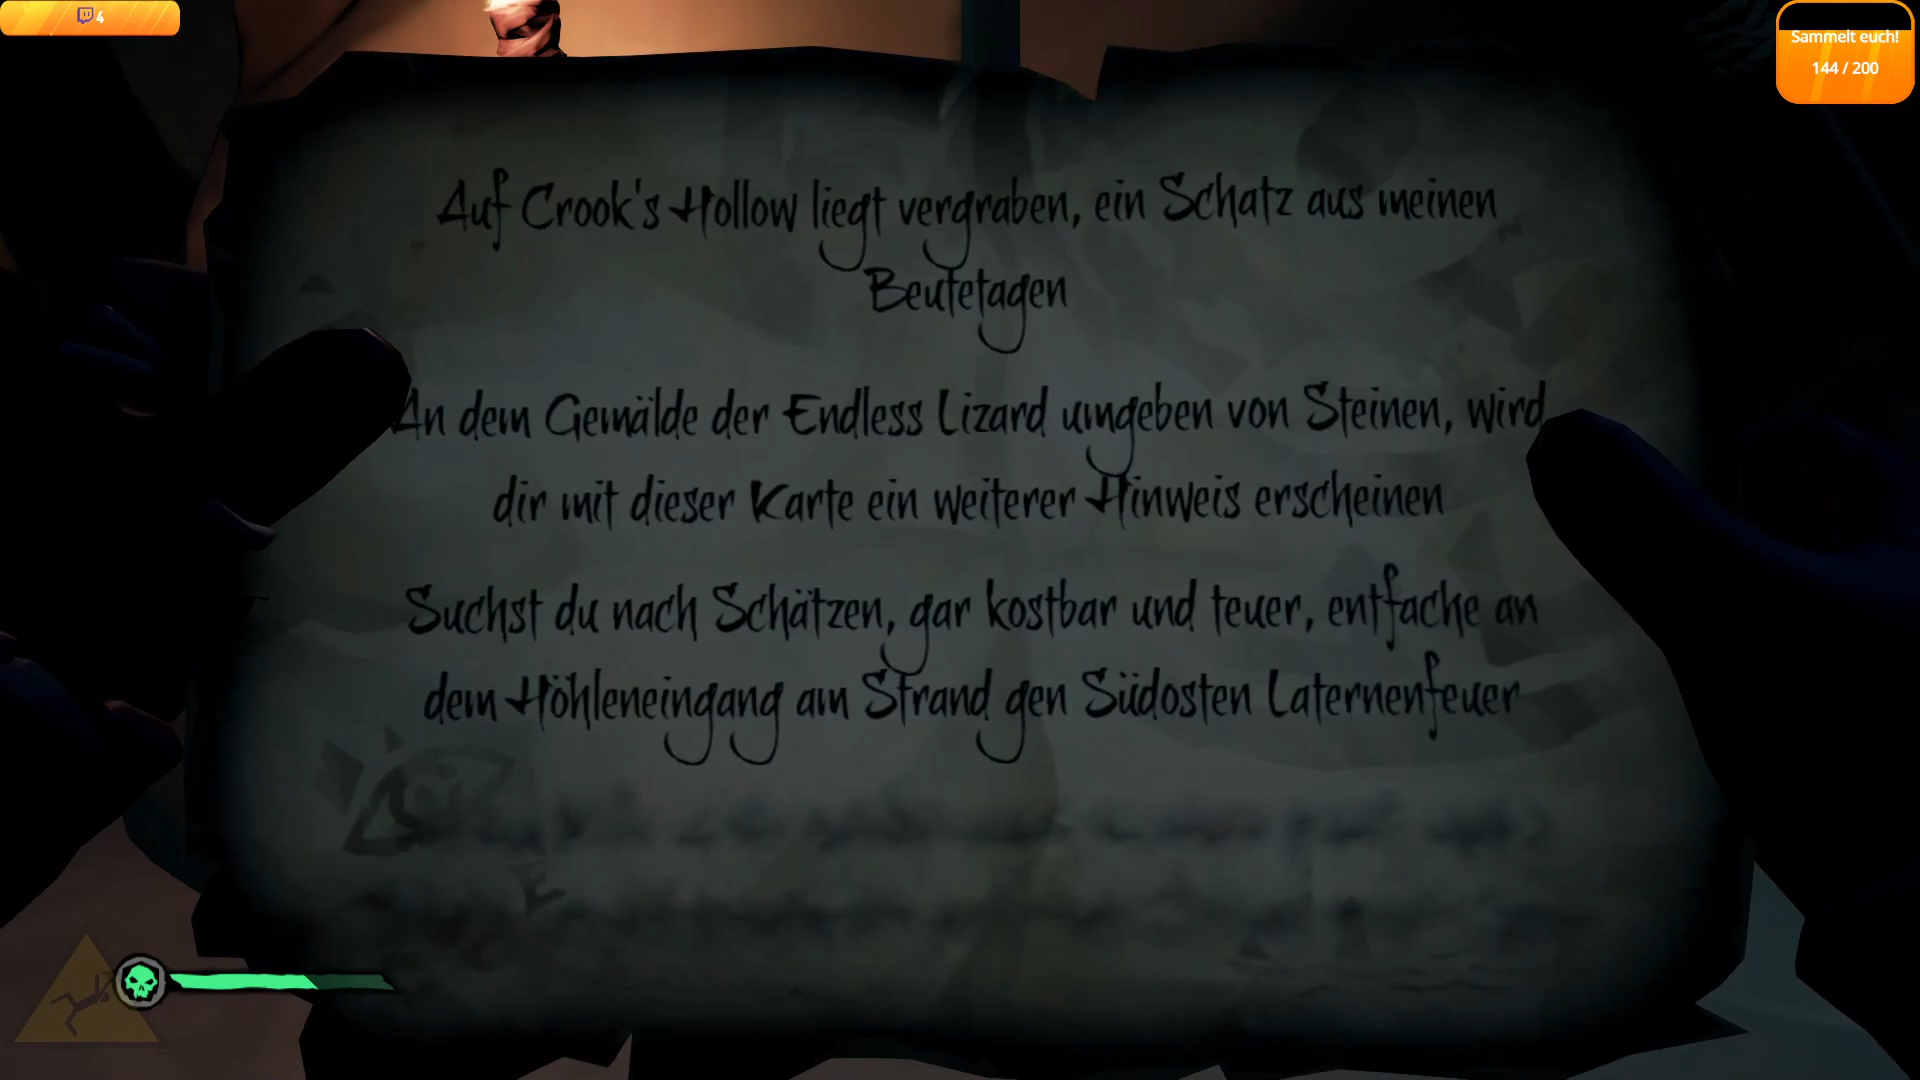 4
Sammelt euch!
144 / 200
Auf Crook's Hollow liegt vergraben, ein Schatz aus meinen
Beutetagen
An dem Gemälde der Endless Lizard umgeben von Steinen, wird
dir mit dieser Karte ein weiterer Hinweis erscheinen
Suchst du nach Schätzen, gar kostbar und teuer, entfache an
dem Höhleneingang am Strand gen Südosten Laternenfeuer
N
E